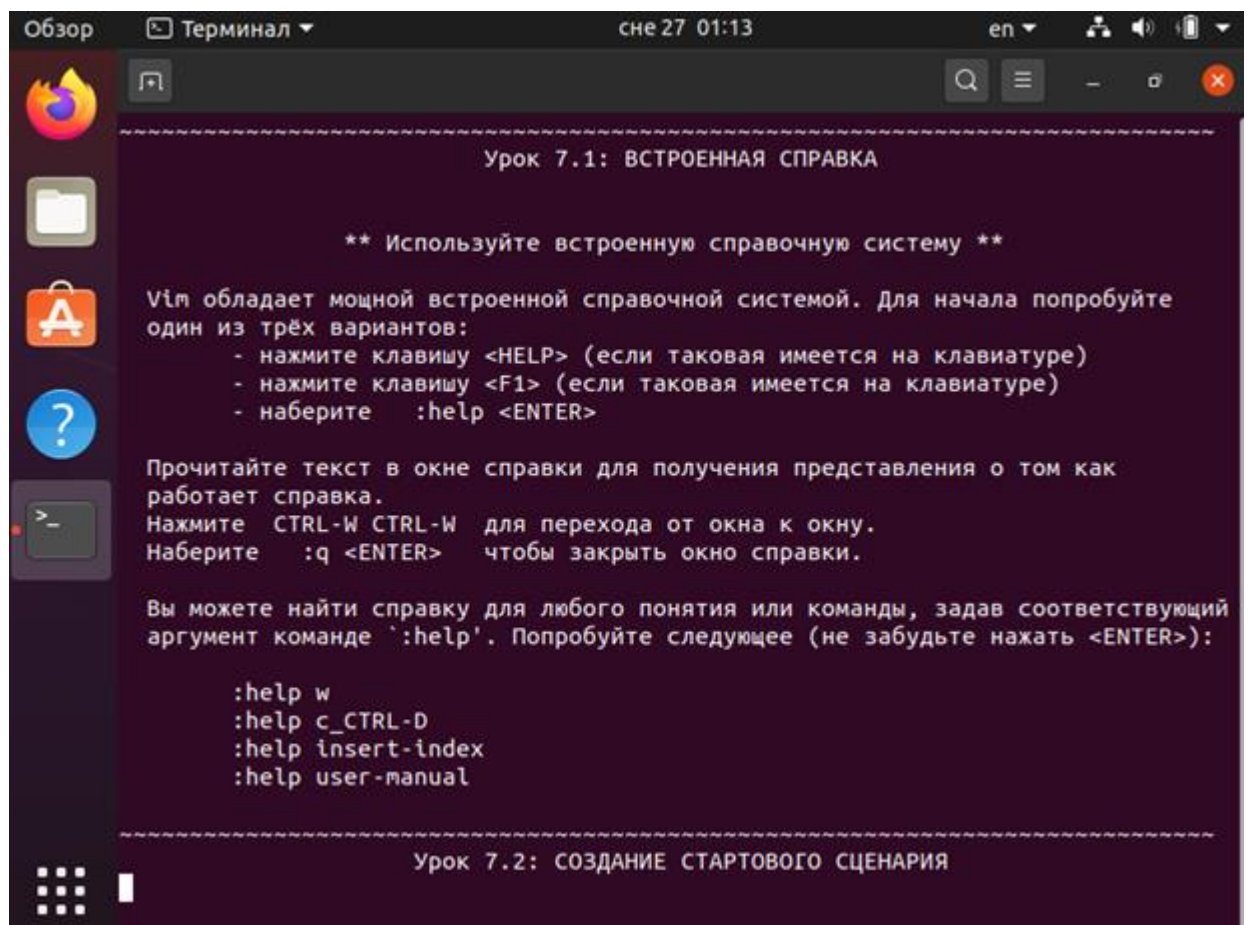 Обзор Терминал сне 27 01:13 en
~~~~~~~~~~~~~~~~~~~~~~~~~~~~~~~~~~~~~~~~~~~~~~~~~~~~~~~~~~~~~~~~~~~~~~~~~~~~~~
Урок 7.1: ВСТРОЕННАЯ СПРАВКА
** Используйте встроенную справочную систему **
Vim обладает мощной встроенной справочной системой. Для начала попробуйте
один из трёх вариантов:
- нажмите клавишу <HELP> (если таковая имеется на клавиатуре)
- нажмите клавишу <F1> (если таковая имеется на клавиатуре)
- наберите :help <ENTER>
Прочитайте текст в окне справки для получения представления о том как
работает справка.
Нажмите CTRL-W CTRL-W для перехода от окна к окну.
Наберите :q <ENTER> чтобы закрыть окно справки.
Вы можете найти справку для любого понятия или команды, задав соответствующий
аргумент команде `:help'. Попробуйте следующее (не забудьте нажать <ENTER>):
:help w
:help c_CTRL-D
:help insert-index
:help user-manual
~~~~~~~~~~~~~~~~~~~~~~~~~~~~~~~~~~~~~~~~~~~~~~~~~~~~~~~~~~~~~~~~~~~~~~~~~~~~~~
Урок 7.2: СОЗДАНИЕ СТАРТОВОГО СЦЕНАРИЯ